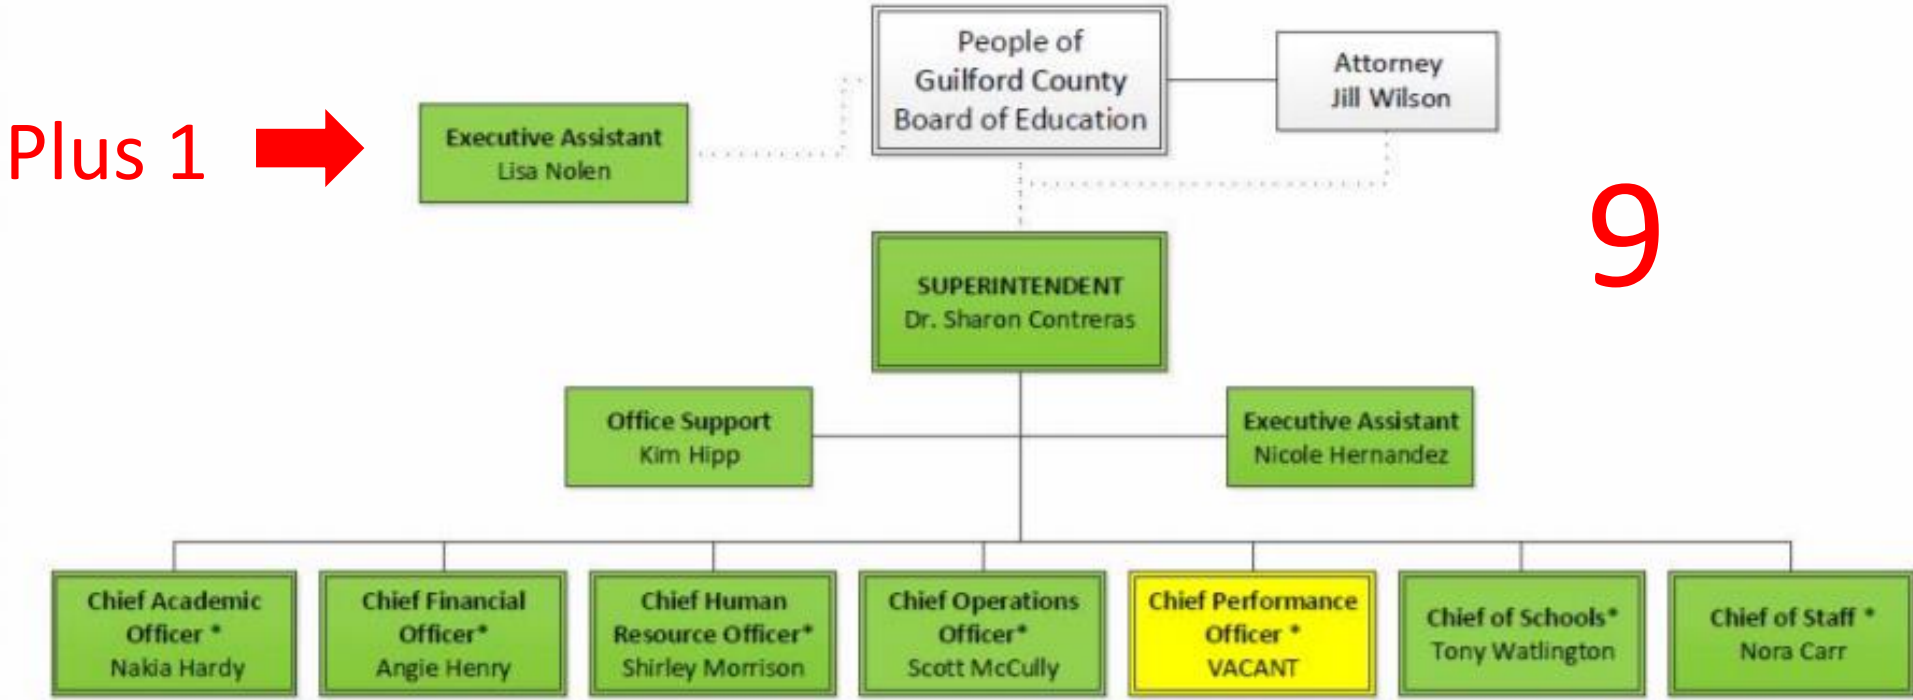 People of
Guilford County
Board of Education
Attorney
Jill Wilson
Plus 1
Executive Assistant
Lisa Nolen
9
SUPERINTENDENT
Dr. Sharon Contreras
Office Support
Kim Hipp
Executive Assistant
Nicole Hernandez
Chief Academic
Officer *
Nakia Hardy
Chief Financial
Officer*
Angie Henry
Chief Human
Resource Officer*
Shirley Morrison
Chief Operations
Officer*
Scott McCully
Chief Performance
Officer *
VACANT
Chief of Schools*
Tony Watlington
Chief of Staff *
Nora Carr